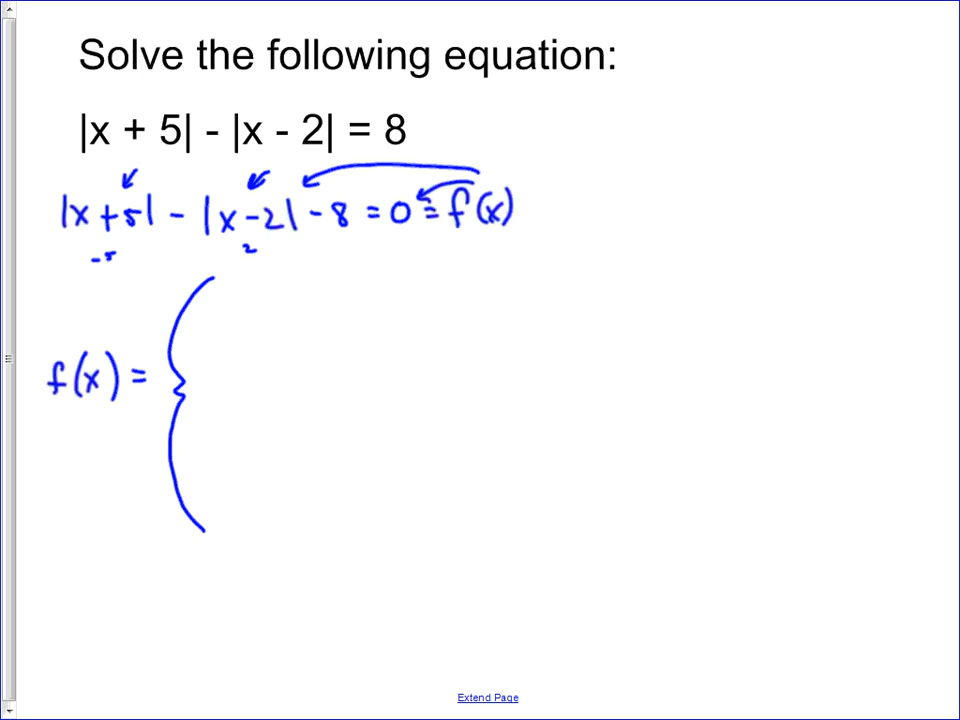 Solve the following equation:
|x + 5| - |x - 2| = 8
|x + 5| - |x - 2| - 8 = 0 = f(x)
-5 2
f(x) = {
Extend Page